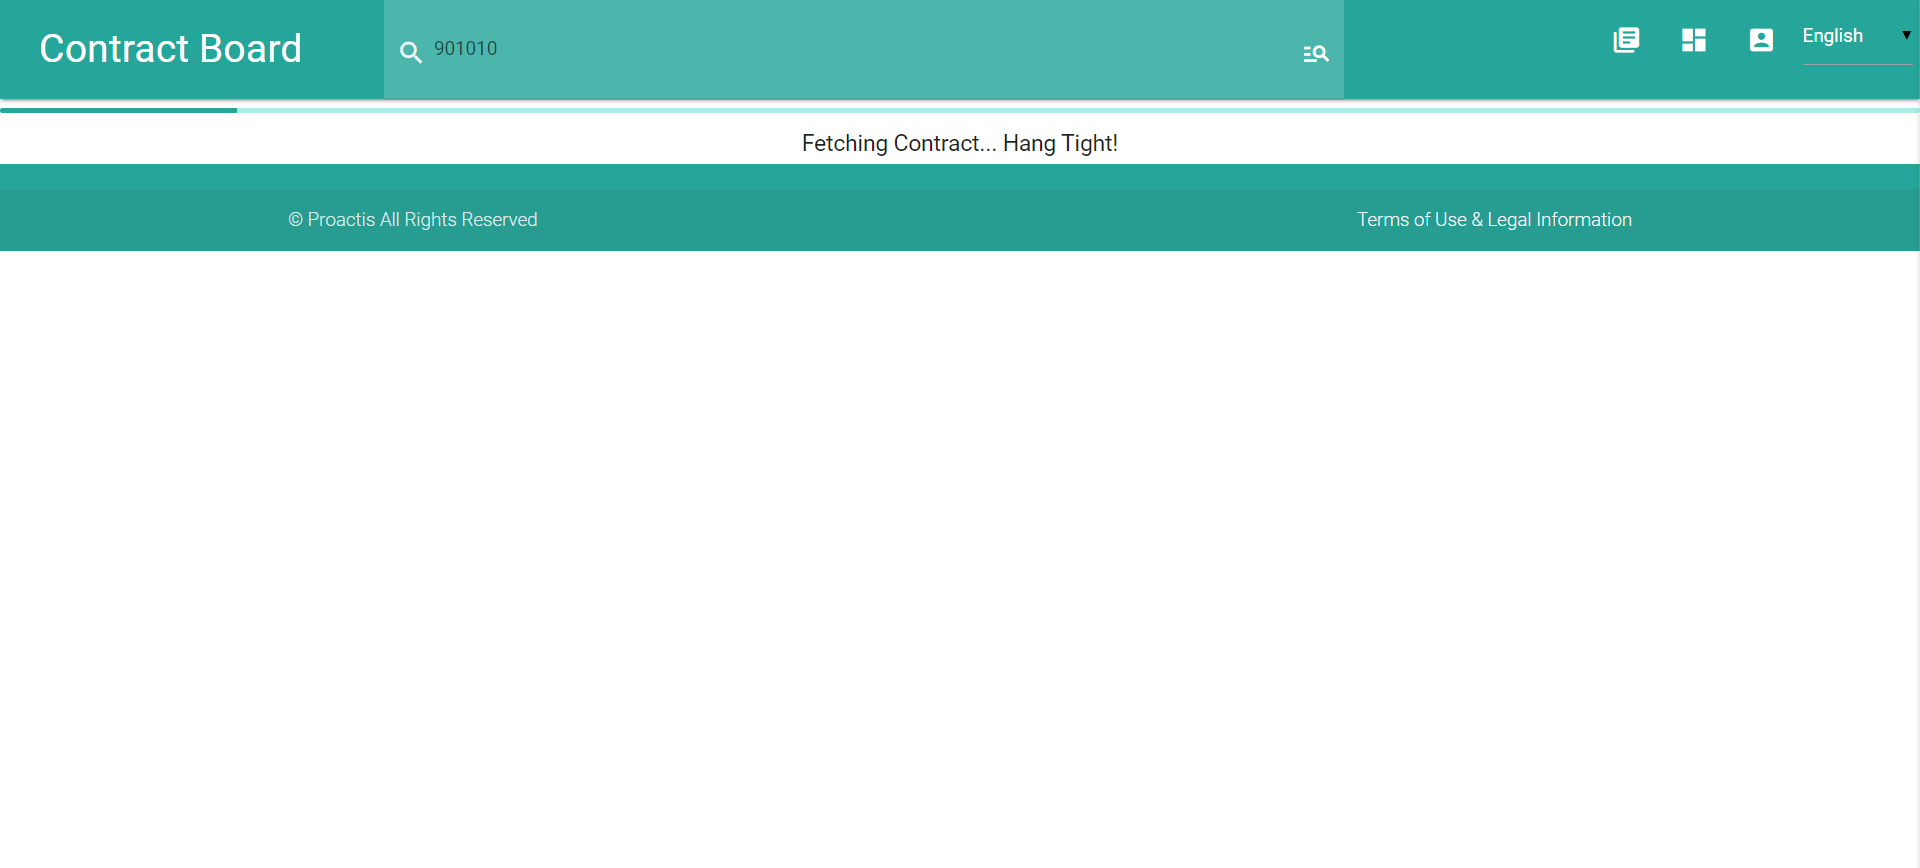 Contract Board
901010
English
Fetching Contract... Hang Tight!
© Proactis All Rights Reserved
Terms of Use & Legal Information